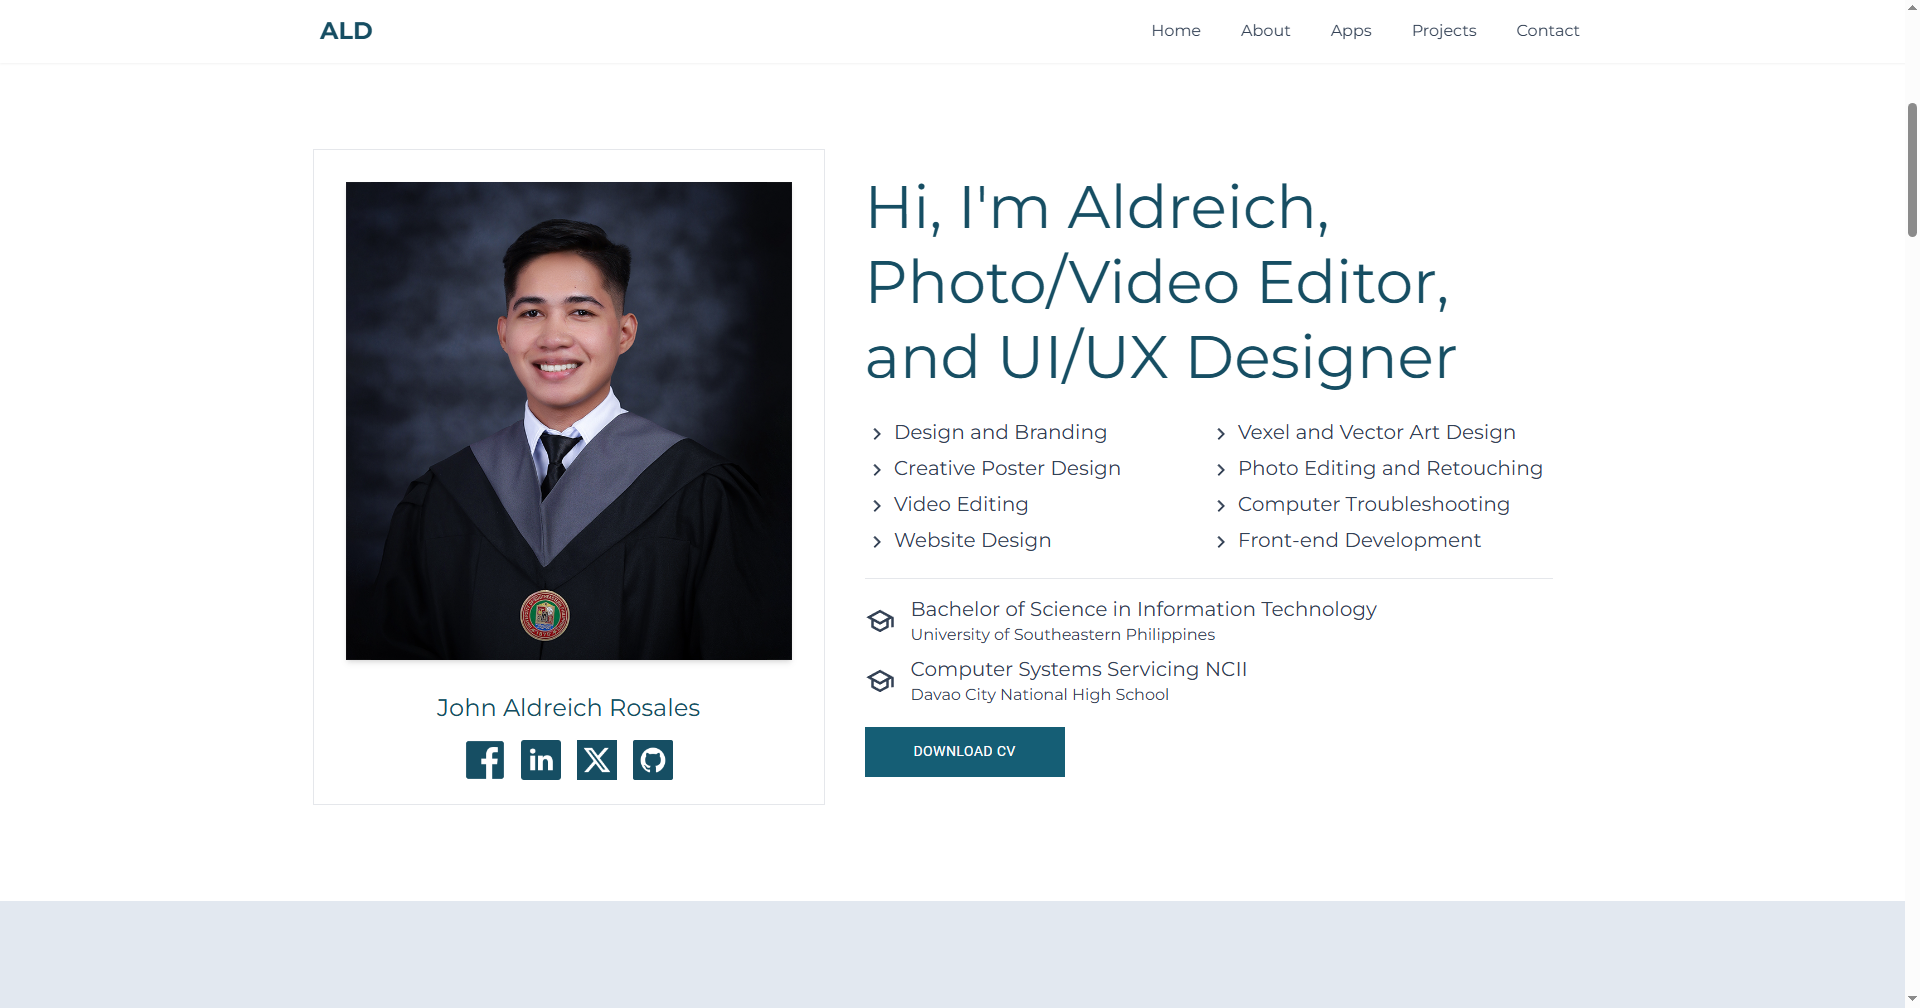 ALD
Home
About
Apps
Projects
Contact
Hi, I'm Aldreich,
Photo/Video Editor,
and UI/UX Designer
Design and Branding
Creative Poster Design
Video Editing
Website Design
Vexel and Vector Art Design
Photo Editing and Retouching
Computer Troubleshooting
Front-end Development
Bachelor of Science in Information Technology
University of Southeastern Philippines
Computer Systems Servicing NCII
Davao City National High School
DOWNLOAD CV
John Aldreich Rosales